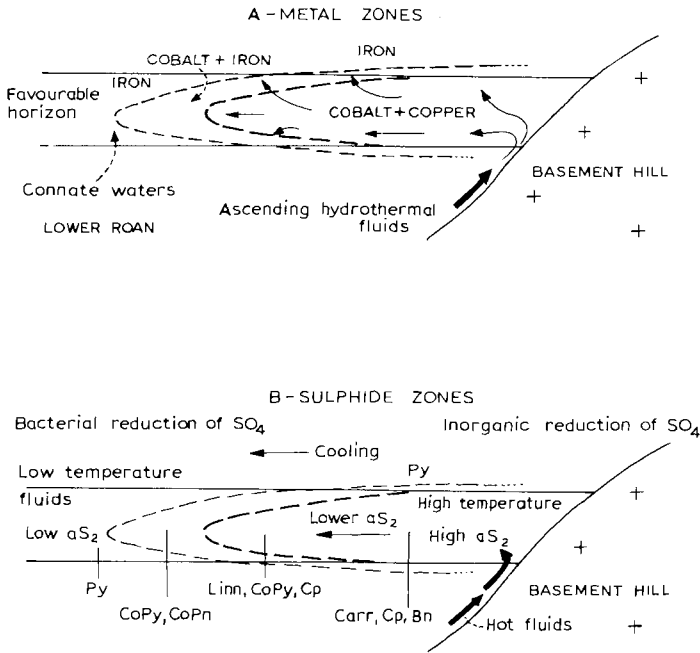 A-METAL ZONES
COBALT + IRON
IRON
IRON
Favourable
horizon
COBALT+COPPER
BASEMENT HILL
Connate waters
Ascending hydrothermal
fluids
LOWER ROAN
B-SULPHIDE ZONES
Bacterial reduction of SO₄
Inorganic reduction of SO₄
Cooling
Low temperature
fluids
Py
High temperature
Low aS₂
Lower aS₂
High aS₂
Py
Linn, CoPy, Cp
BASEMENT HILL
CoPy, CoPn
Carr, Cp, Bn
Hot fluids